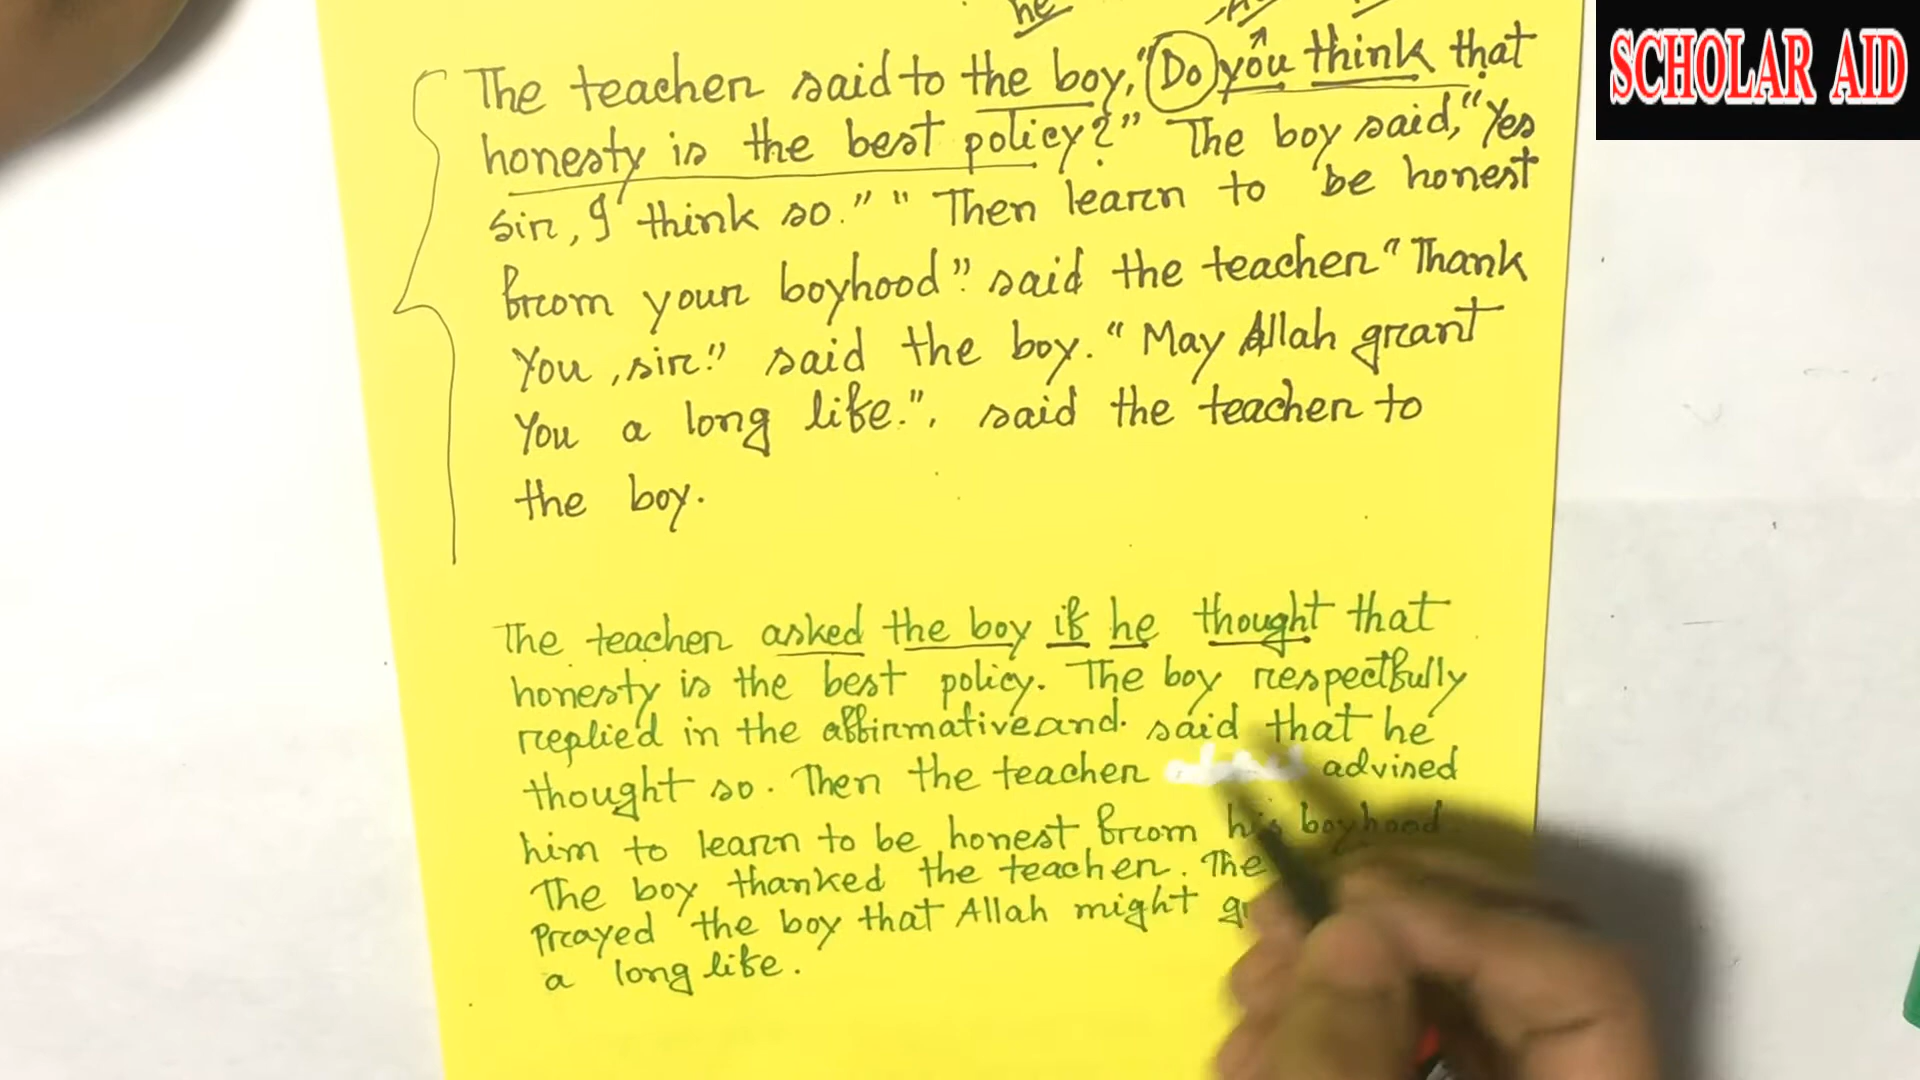 he
SCHOLAR AID
The teacher said to the boy, "Do you think that
honesty is the best policy?" The boy said, "Yes
sir, I think so." "Then learn to be honest
from your boyhood" said the teacher "Thank
You, sir." said the boy. "May Allah grant
You a long life.", said the teacher to
the boy.
The teacher asked the boy if he thought that
honesty is the best policy. The boy respectfully
replied in the affirmative and said that he
thought so. Then the teacher advised
him to learn to be honest from his boyhood
The boy thanked the teacher. The
Prayed the boy that Allah might
a long life.